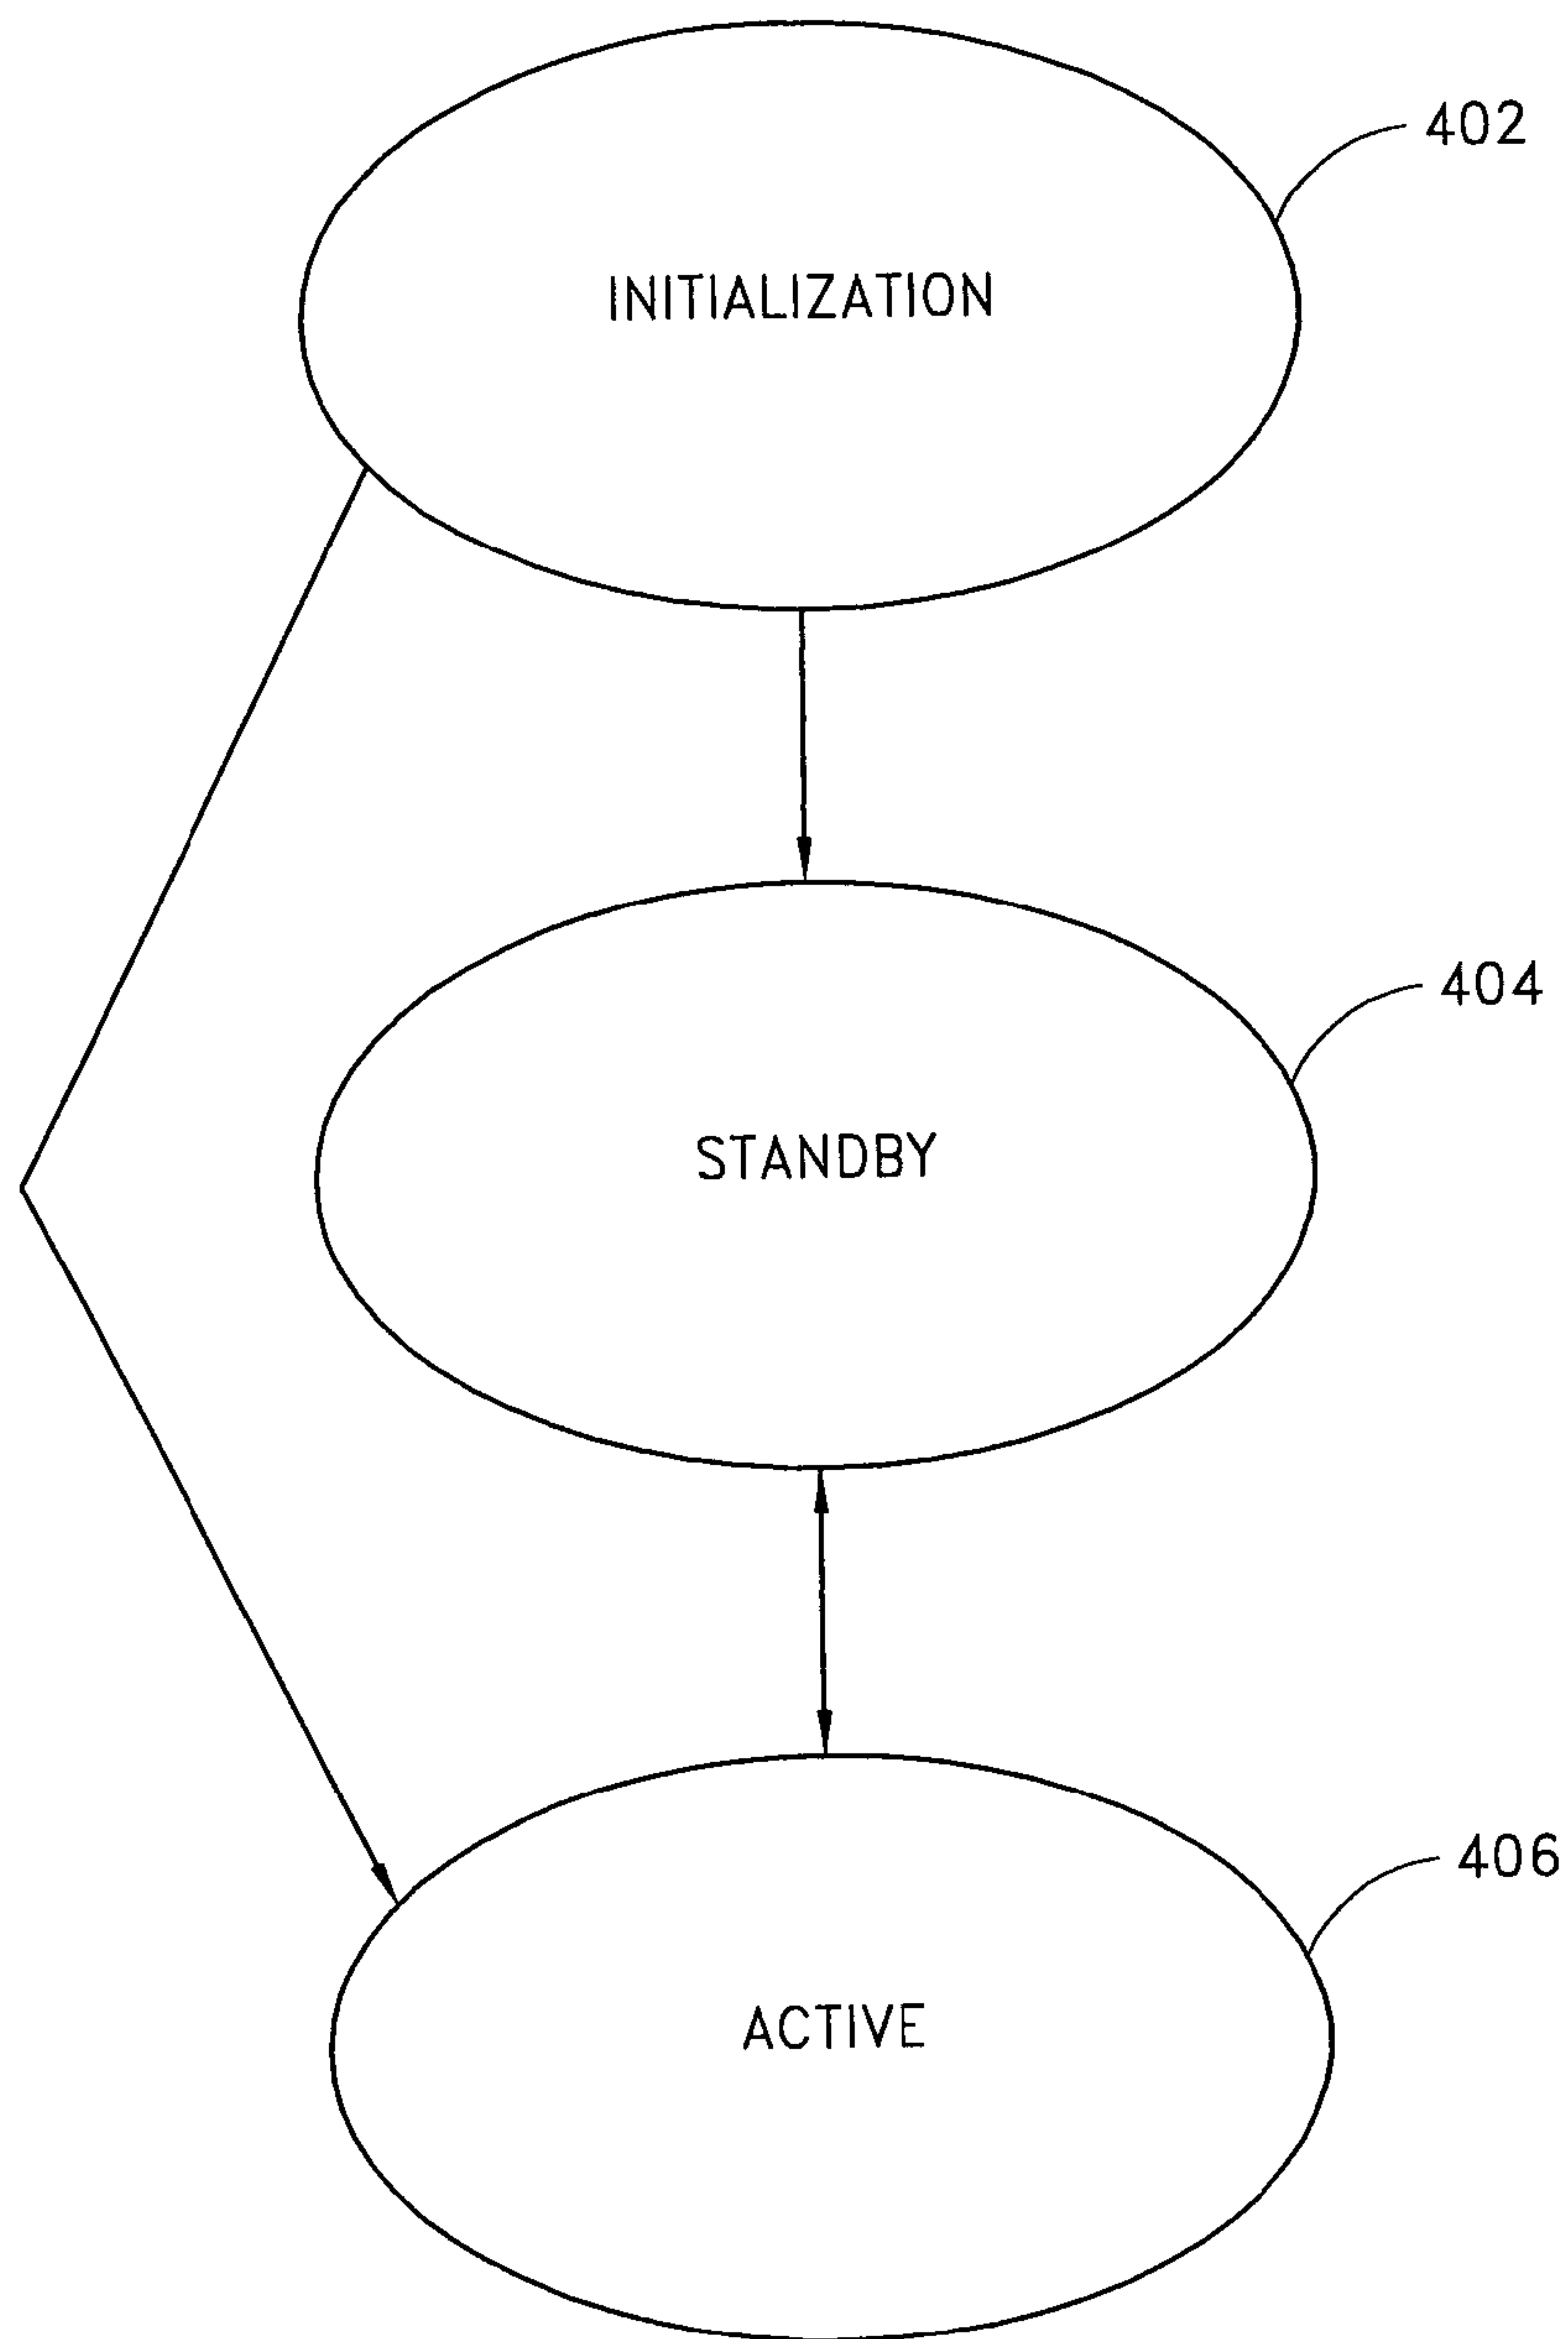 402
INITIALIZATION
404
STANDBY
406
ACTIVE